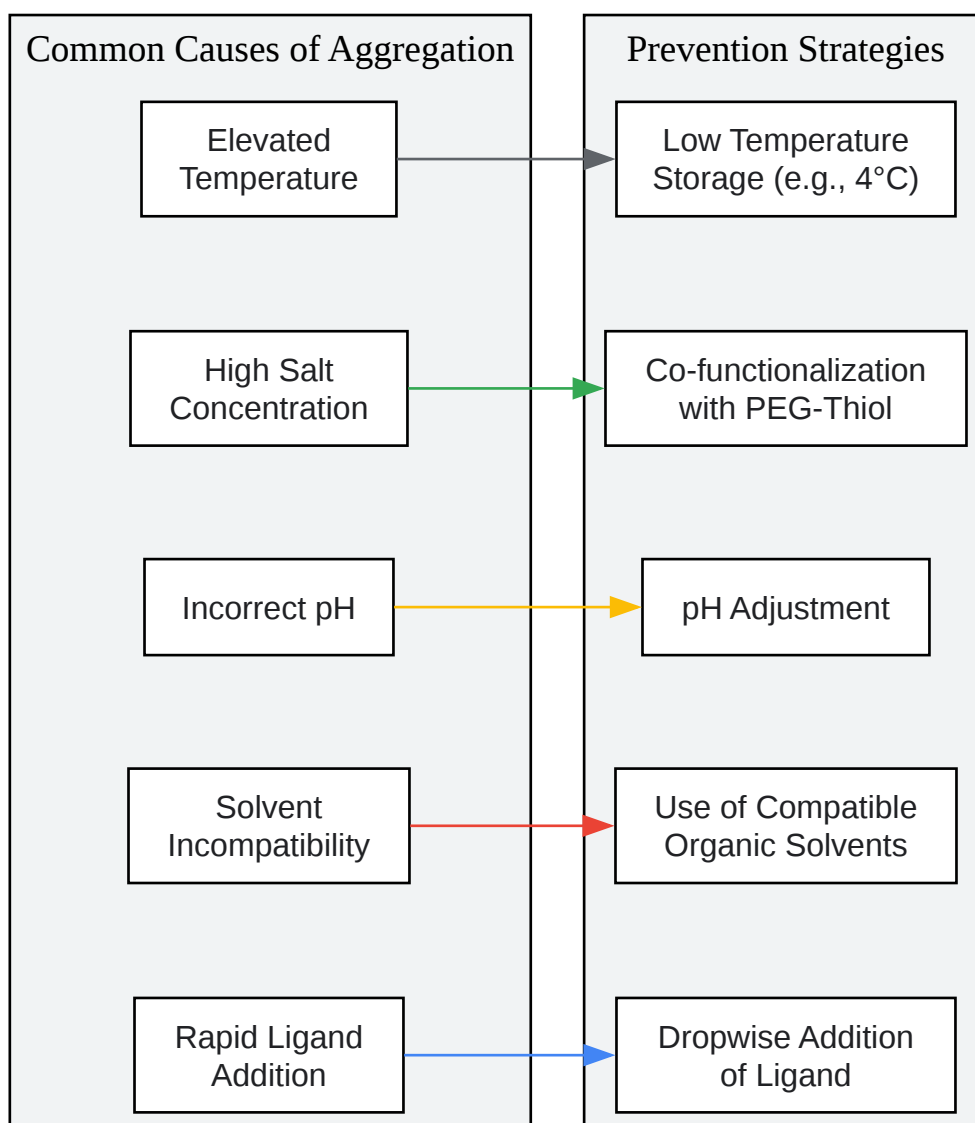 Common Causes of Aggregation
Prevention Strategies
Elevated
Temperature
Low Temperature
Storage (e.g., 4°C)
High Salt
Concentration
Co-functionalization
with PEG-Thiol
Incorrect pH
pH Adjustment
Solvent
Incompatibility
Use of Compatible
Organic Solvents
Rapid Ligand
Addition
Dropwise Addition
of Ligand